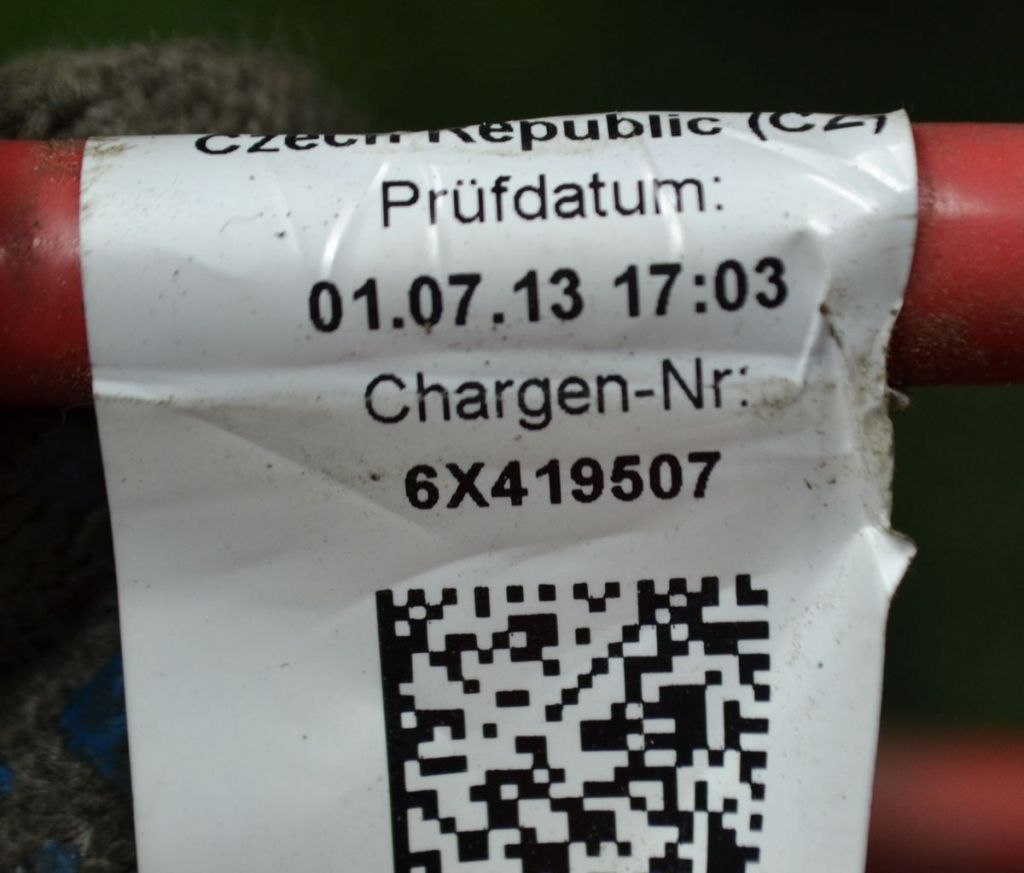 Czech Republic (CZ)
Prüfdatum:
01.07.13 17:03
Chargen-Nr:
6X419507